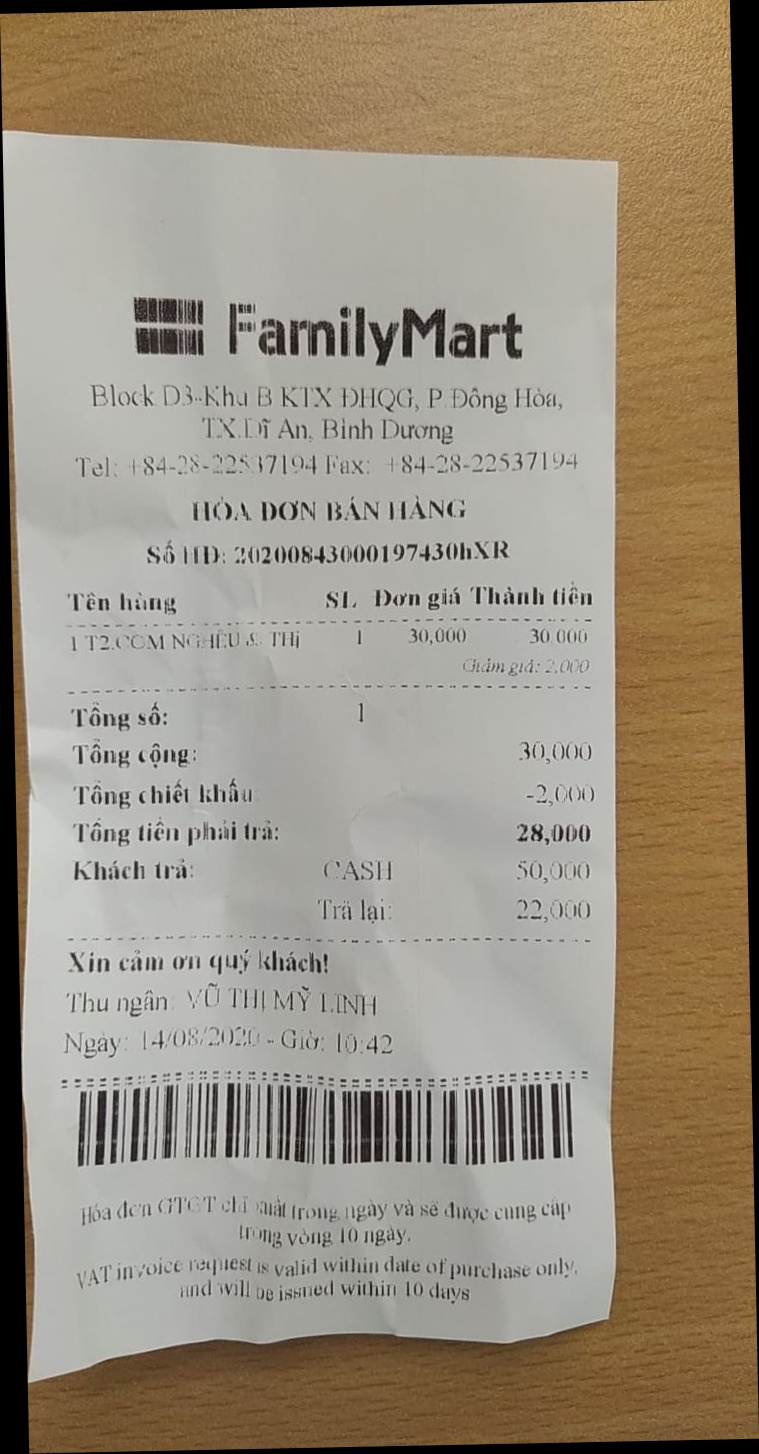 FamilyMart
Block D3-Khu B KTX ĐHQG, P.Đông Hòa,
TX.Dĩ An, Bình Dương
Tel: +84-28-22537194 Fax: +84-28-22537194
HÓA ĐƠN BÁN HÀNG
Số HĐ: 20200843000197430hXR
Tên hàng SL Đơn giá Thành tiền
1 T2.COM NGHÊU & THị 1 30,000 30,000
Giảm giá: 2,000
Tổng số: 1
Tổng cộng: 30,000
Tổng chiết khấu -2,000
Tổng tiền phải trả: 28,000
Khách trả: CASH 50,000
Trả lại: 22,000
Xin cảm ơn quý khách!
Thu ngân: VŨ THỊ MỸ LINH
Ngày: 14/08/2020 - Giờ: 10:42
Hóa đơn GTGT chỉ xuất trong ngày và sẽ được cung cấp
trong vòng 10 ngày.
VAT invoice request is valid within date of purchase only,
and will be issued within 10 days